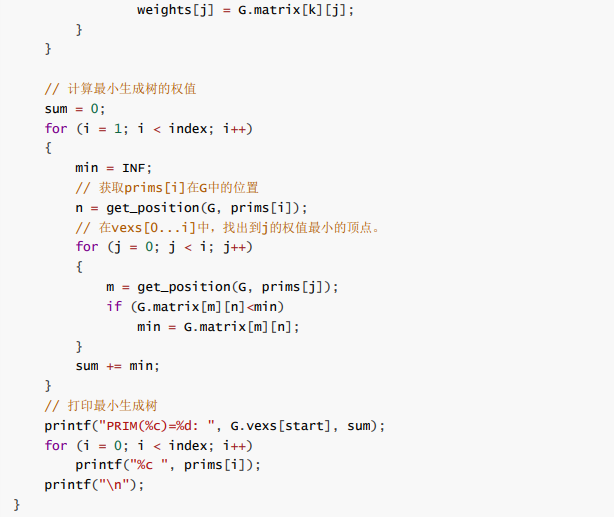 weights[j] = G.matrix[k][j];
        }
    }

    // 计算最小生成树的权值
    sum = 0;
    for (i = 1; i < index; i++)
    {
        min = INF;
        // 获取prims[i]在G中的位置
        n = get_position(G, prims[i]);
        // 在vexs[0...i]中，找出到j的权值最小的顶点。
        for (j = 0; j < i; j++)
        {
            m = get_position(G, prims[j]);
            if (G.matrix[m][n]<min)
                min = G.matrix[m][n];
        }
        sum += min;
    }
    // 打印最小生成树
    printf("PRIM(%c)=%d: ", G.vexs[start], sum);
    for (i = 0; i < index; i++)
        printf("%c ", prims[i]);
    printf("\n");
}